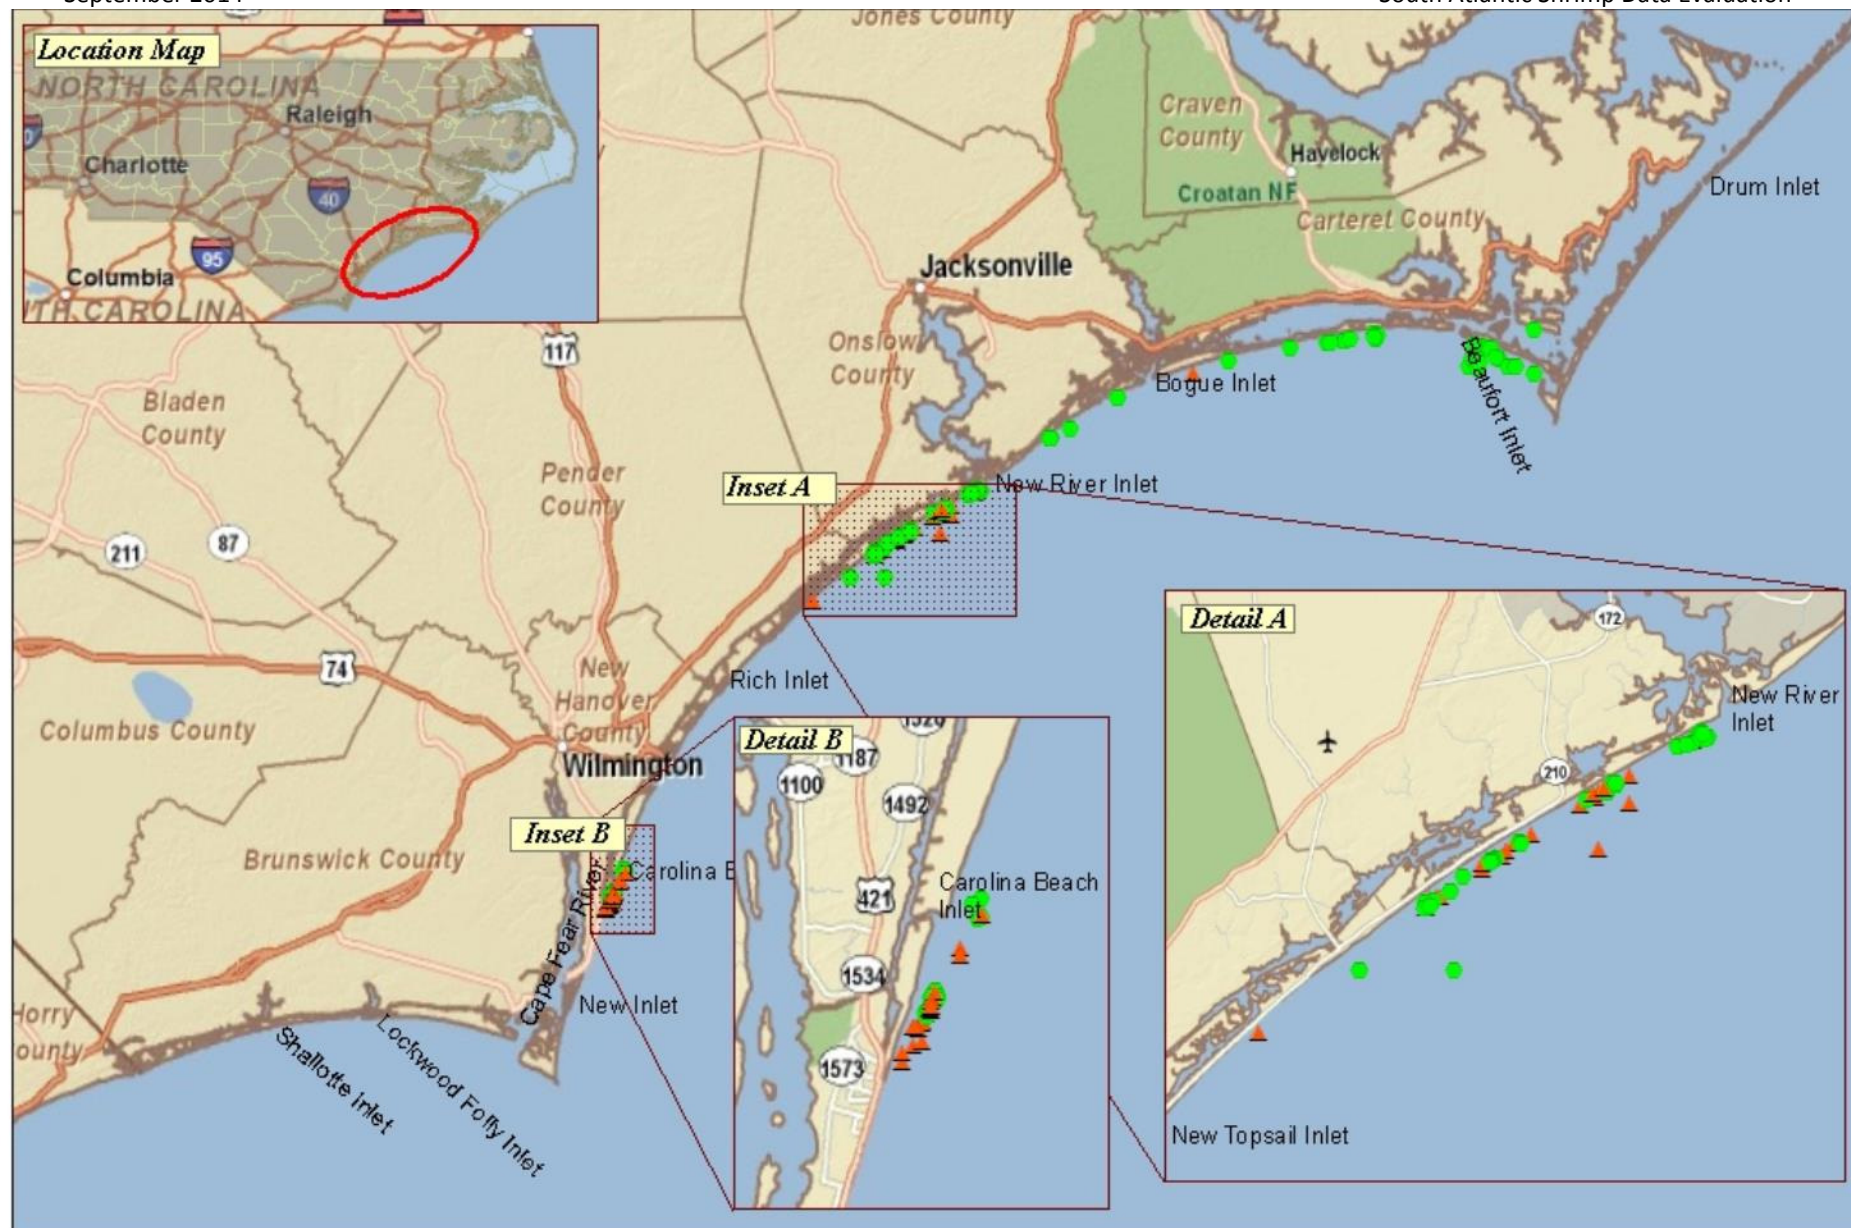 South Atlantic Shrimp Data Evaluation
Jones County
Location Map
NORTH CAROLINA
Raleigh
Charlotte
40
95
Columbia
TH CAROLINA
Craven
County
Havelock
Croatan NF
Carteret County
Drum Inlet
Jacksonville
117
Onslow
County
Bladen
County
Bogue Inlet
Beaufort Inlet
Pender
County
Inset A
New River Inlet
211
87
Detail A
172
New River
Inlet
74
New
Hanover
County
Rich Inlet
Columbus County
Wilmington
Detail B
1187
1100
1492
210
Inset B
Brunswick County
Carolina B
Cape Fear River
421
Carolina Beach
Inlet
1534
New Inlet
Horry
ounty
Shallotte Inlet
Lockwood Folly Inlet
1573
New Topsail Inlet